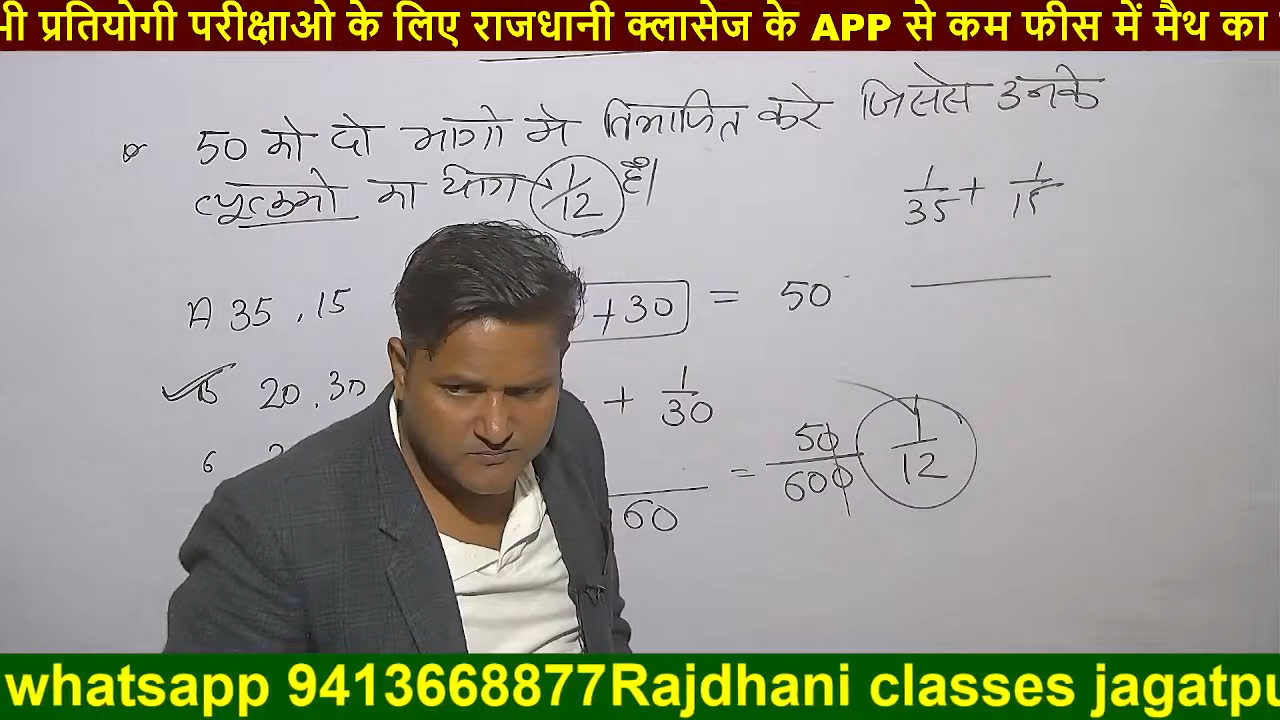 भी प्रतियोगी परीक्षाओ के लिए राजधानी क्लासेज के APP से कम फीस में मैथ का
50 को दो भागो मे विभाजित करे जिससे उनके
व्युत्क्रमो का योग 1/12 है।
1/35 + 1/15
A 35 , 15
+30 = 50
B 20 , 30
+ 1/30
6
60
= 50/600 1/12
whatsapp 9413668877Rajdhani classes jagatpu